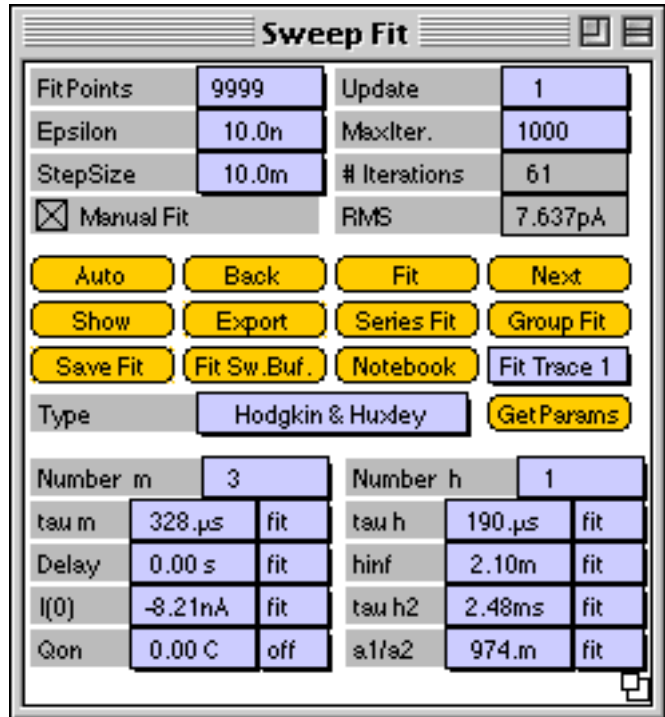 Sweep Fit
FitPoints 9999 Update 1
Epsilon 10.0n MaxIter. 1000
StepSize 10.0m # Iterations 61
Manual Fit RMS 7.637pA
Auto Back Fit Next
Show Export Series Fit Group Fit
Save Fit Fit Sw.Buf. Notebook Fit Trace 1
Type Hodgkin & Huxley GetParams
Number m 3 Number h 1
tau m 328.µs fit tau h 190.µs fit
Delay 0.00 s fit hinf 2.10m fit
I(0) -8.21nA fit tau h2 2.48ms fit
Qon 0.00 C off a1/a2 974.m fit